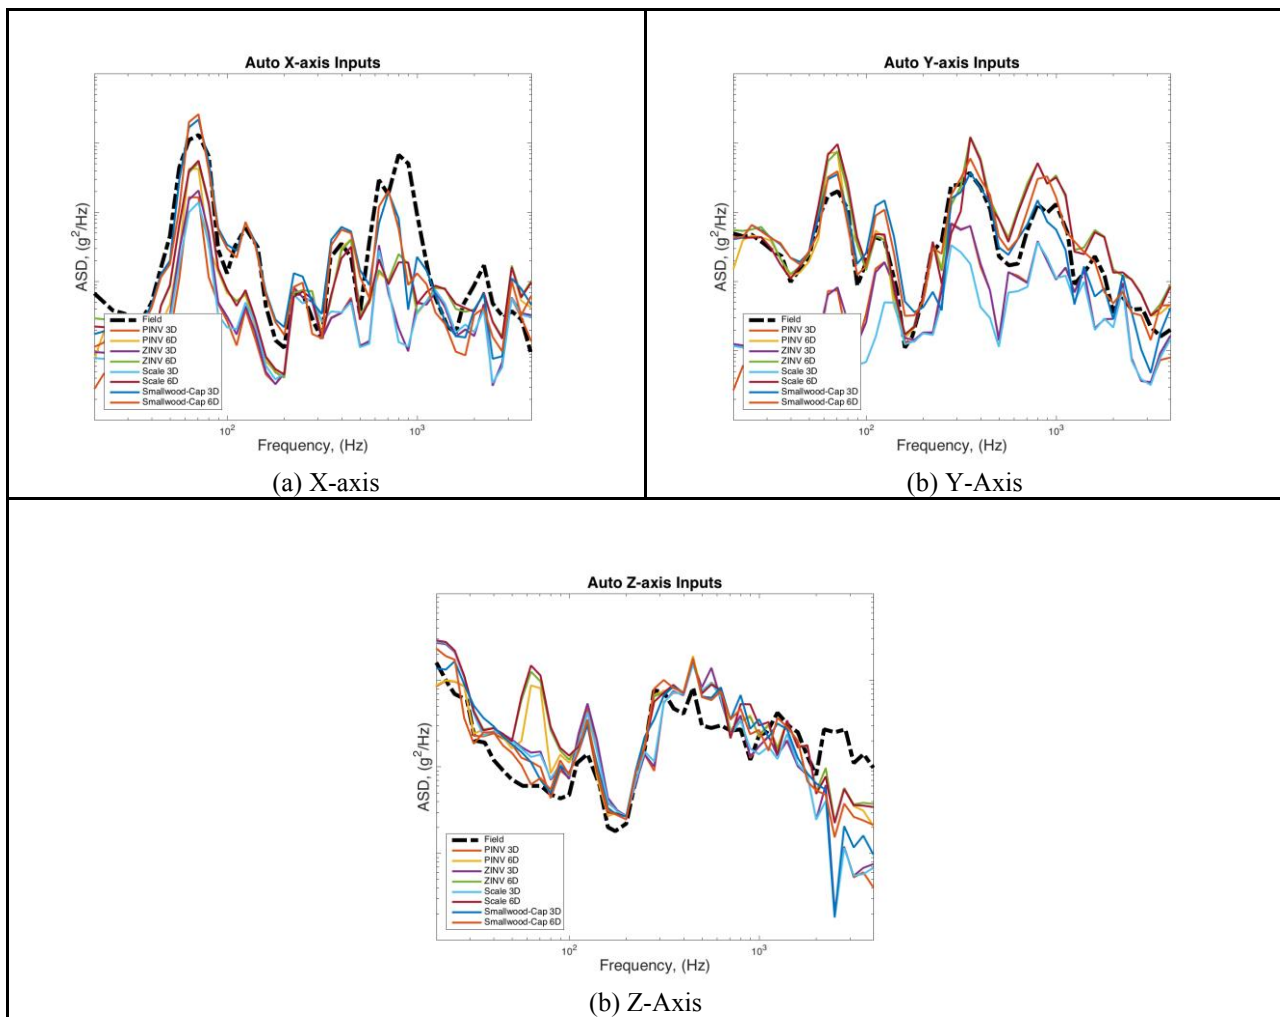 Auto X-axis Inputs
ASD, (g²/Hz)
Field
PINV 3D
PINV 6D
ZINV 3D
ZINV 6D
Scale 3D
Scale 6D
Smallwood-Cap 3D
Smallwood-Cap 6D
10²
10³
Frequency, (Hz)
(a) X-axis
Auto Y-axis Inputs
ASD, (g²/Hz)
Field
PINV 3D
PINV 6D
ZINV 3D
ZINV 6D
Scale 3D
Scale 6D
Smallwood-Cap 3D
Smallwood-Cap 6D
10²
10³
Frequency, (Hz)
(b) Y-Axis
Auto Z-axis Inputs
ASD, (g²/Hz)
Field
PINV 3D
PINV 6D
ZINV 3D
ZINV 6D
Scale 3D
Scale 6D
Smallwood-Cap 3D
Smallwood-Cap 6D
10²
10³
Frequency, (Hz)
(b) Z-Axis